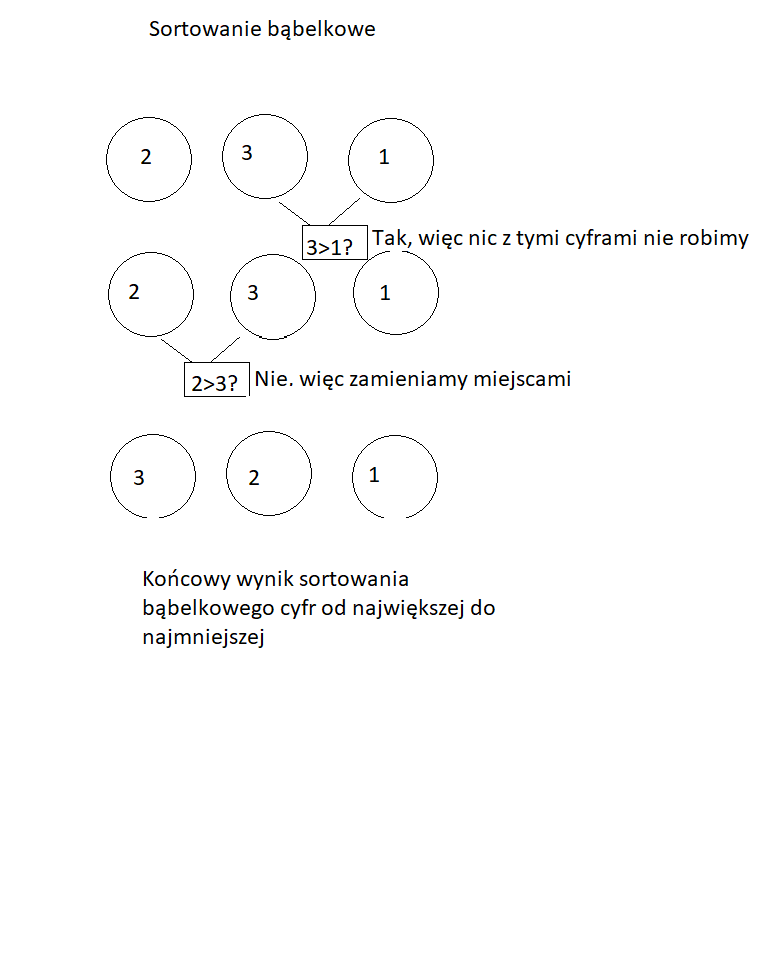 Sortowanie bąbelkowe
2 3 1
3>1? Tak, więc nic z tymi cyframi nie robimy
2 3 1
2>3? Nie. więc zamieniamy miejscami
3 2 1
Końcowy wynik sortowania
bąbelkowego cyfr od największej do
najmniejszej